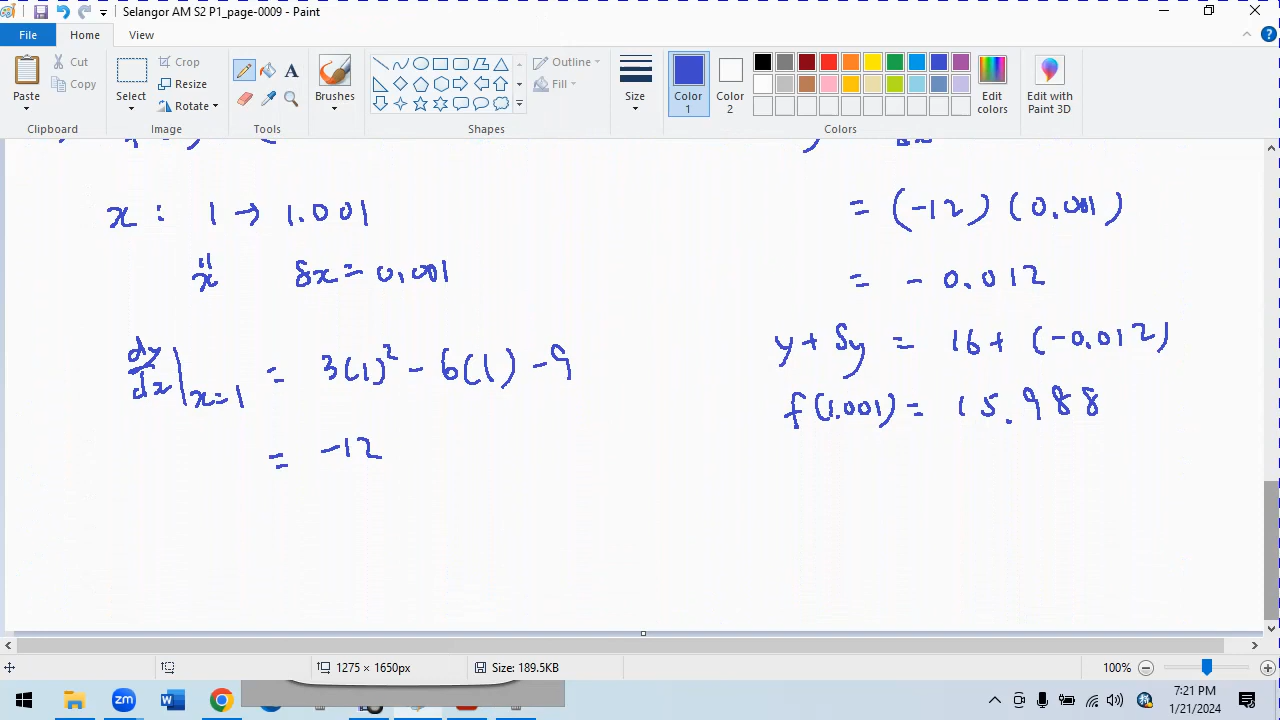 Selangor AM S2 P1_page-0009 - Paint
File Home View
Paste Cut Copy Clipboard
Select Crop Resize Rotate Image
Tools
Brushes
Shapes Outline Fill
Size
Color 1 Color 2 Edit colors Colors
Edit with Paint 3D
x : 1 → 1.001
x δx = 0.001
dy/dx | x=1 = 3(1)² - 6(1) - 9
= -12
= (-12) (0.001)
= - 0.012
y + δy = 16 + (-0.012)
f(1.001) = 15.988
1275 × 1650px Size: 189.5KB 100%
zm W
7:21 PM
1/21/2024